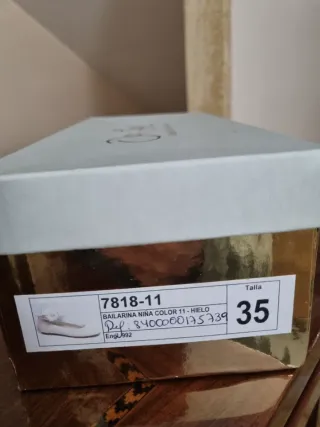 7818-11
Talla
BAILARINA NIÑA COLOR 11 - HIELO
35
Ref. 8400000175739